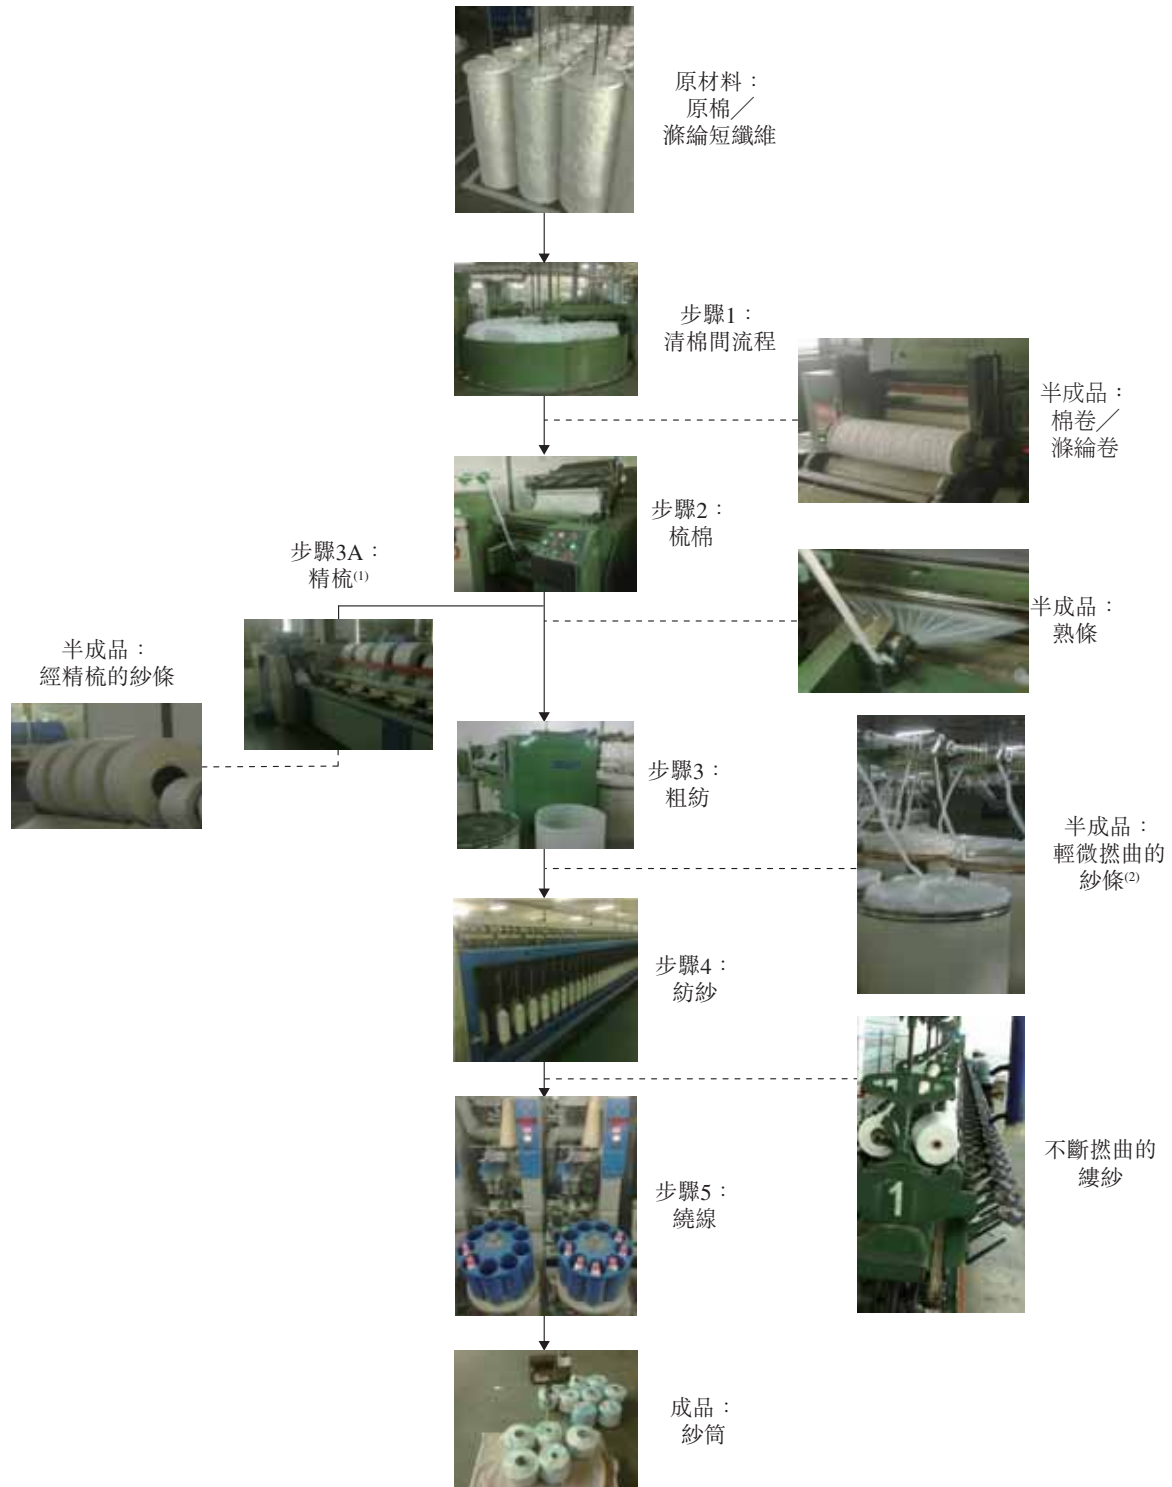 原材料：
原棉／
滌綸短纖維
步驟1：
清棉間流程
半成品：
棉卷／
滌綸卷
步驟2：
梳棉
步驟3A：
精梳(1)
半成品：
熟條
半成品：
經精梳的紗條
步驟3：
粗紡
半成品：
輕微撚曲的
紗條(2)
步驟4：
紡紗
不斷撚曲的
縷紗
1
步驟5：
繞線
成品：
紗筒